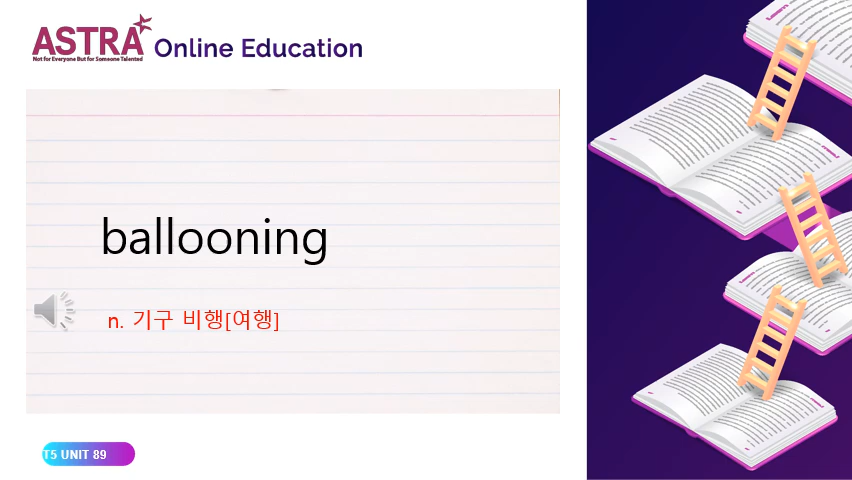 ASTRA
Not for Everyone But for Someone Talented
Online Education
ballooning
n. 기구 비행[여행]
T5 UNIT 89